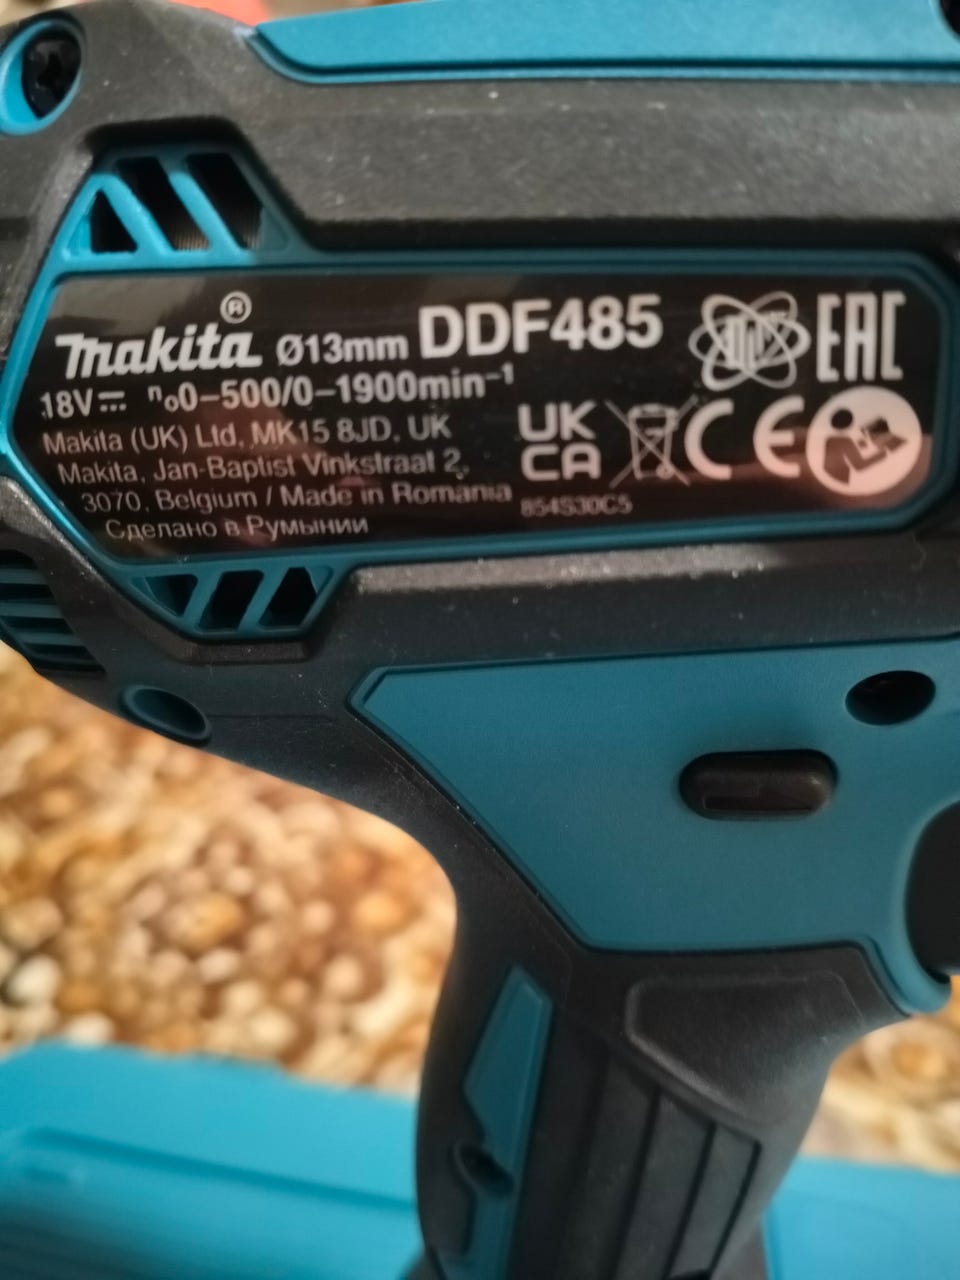 makita® Ø13mm DDF485 EAC
18V⎓ n₀0-500/0-1900min⁻¹
Makita (UK) Ltd, MK15 8JD, UK
Makita, Jan-Baptist Vinkstraat 2,
3070, Belgium / Made in Romania
Сделано в Румынии
UK
CA CE
854S30C5